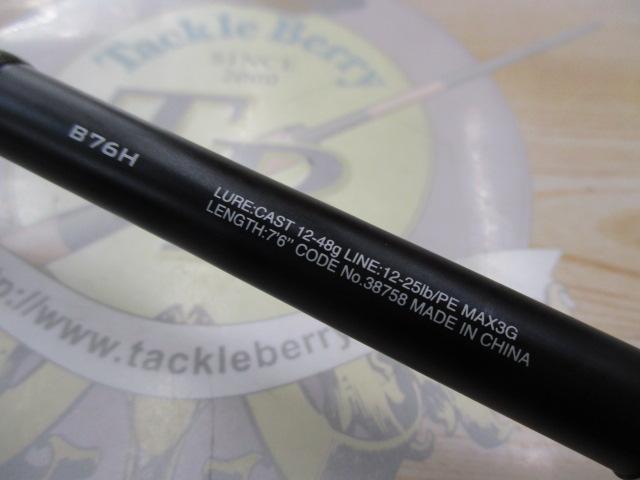 Tackle Berry
SINCE
2000
TB
B76H
LURE:CAST 12-48g LINE:12-25lb/PE MAX3G
LENGTH:7'6" CODE No.38758 MADE IN CHINA
http://www.tackleberry